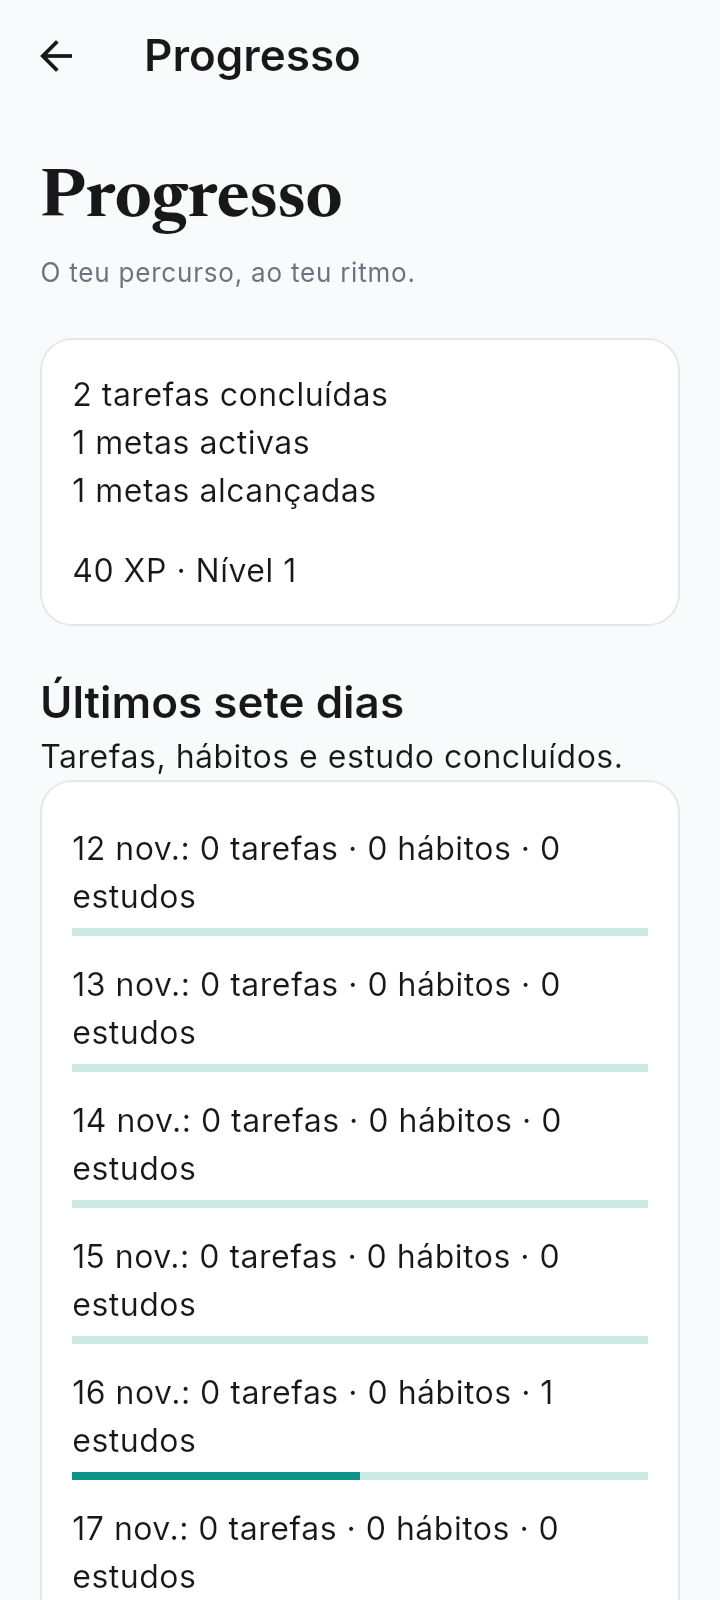 Progresso
Progresso
O teu percurso, ao teu ritmo.
2 tarefas concluídas
1 metas activas
1 metas alcançadas
40 XP · Nível 1
Últimos sete dias
Tarefas, hábitos e estudo concluídos.
12 nov.: 0 tarefas · 0 hábitos · 0
estudos
13 nov.: 0 tarefas · 0 hábitos · 0
estudos
14 nov.: 0 tarefas · 0 hábitos · 0
estudos
15 nov.: 0 tarefas · 0 hábitos · 0
estudos
16 nov.: 0 tarefas · 0 hábitos · 1
estudos
17 nov.: 0 tarefas · 0 hábitos · 0
estudos